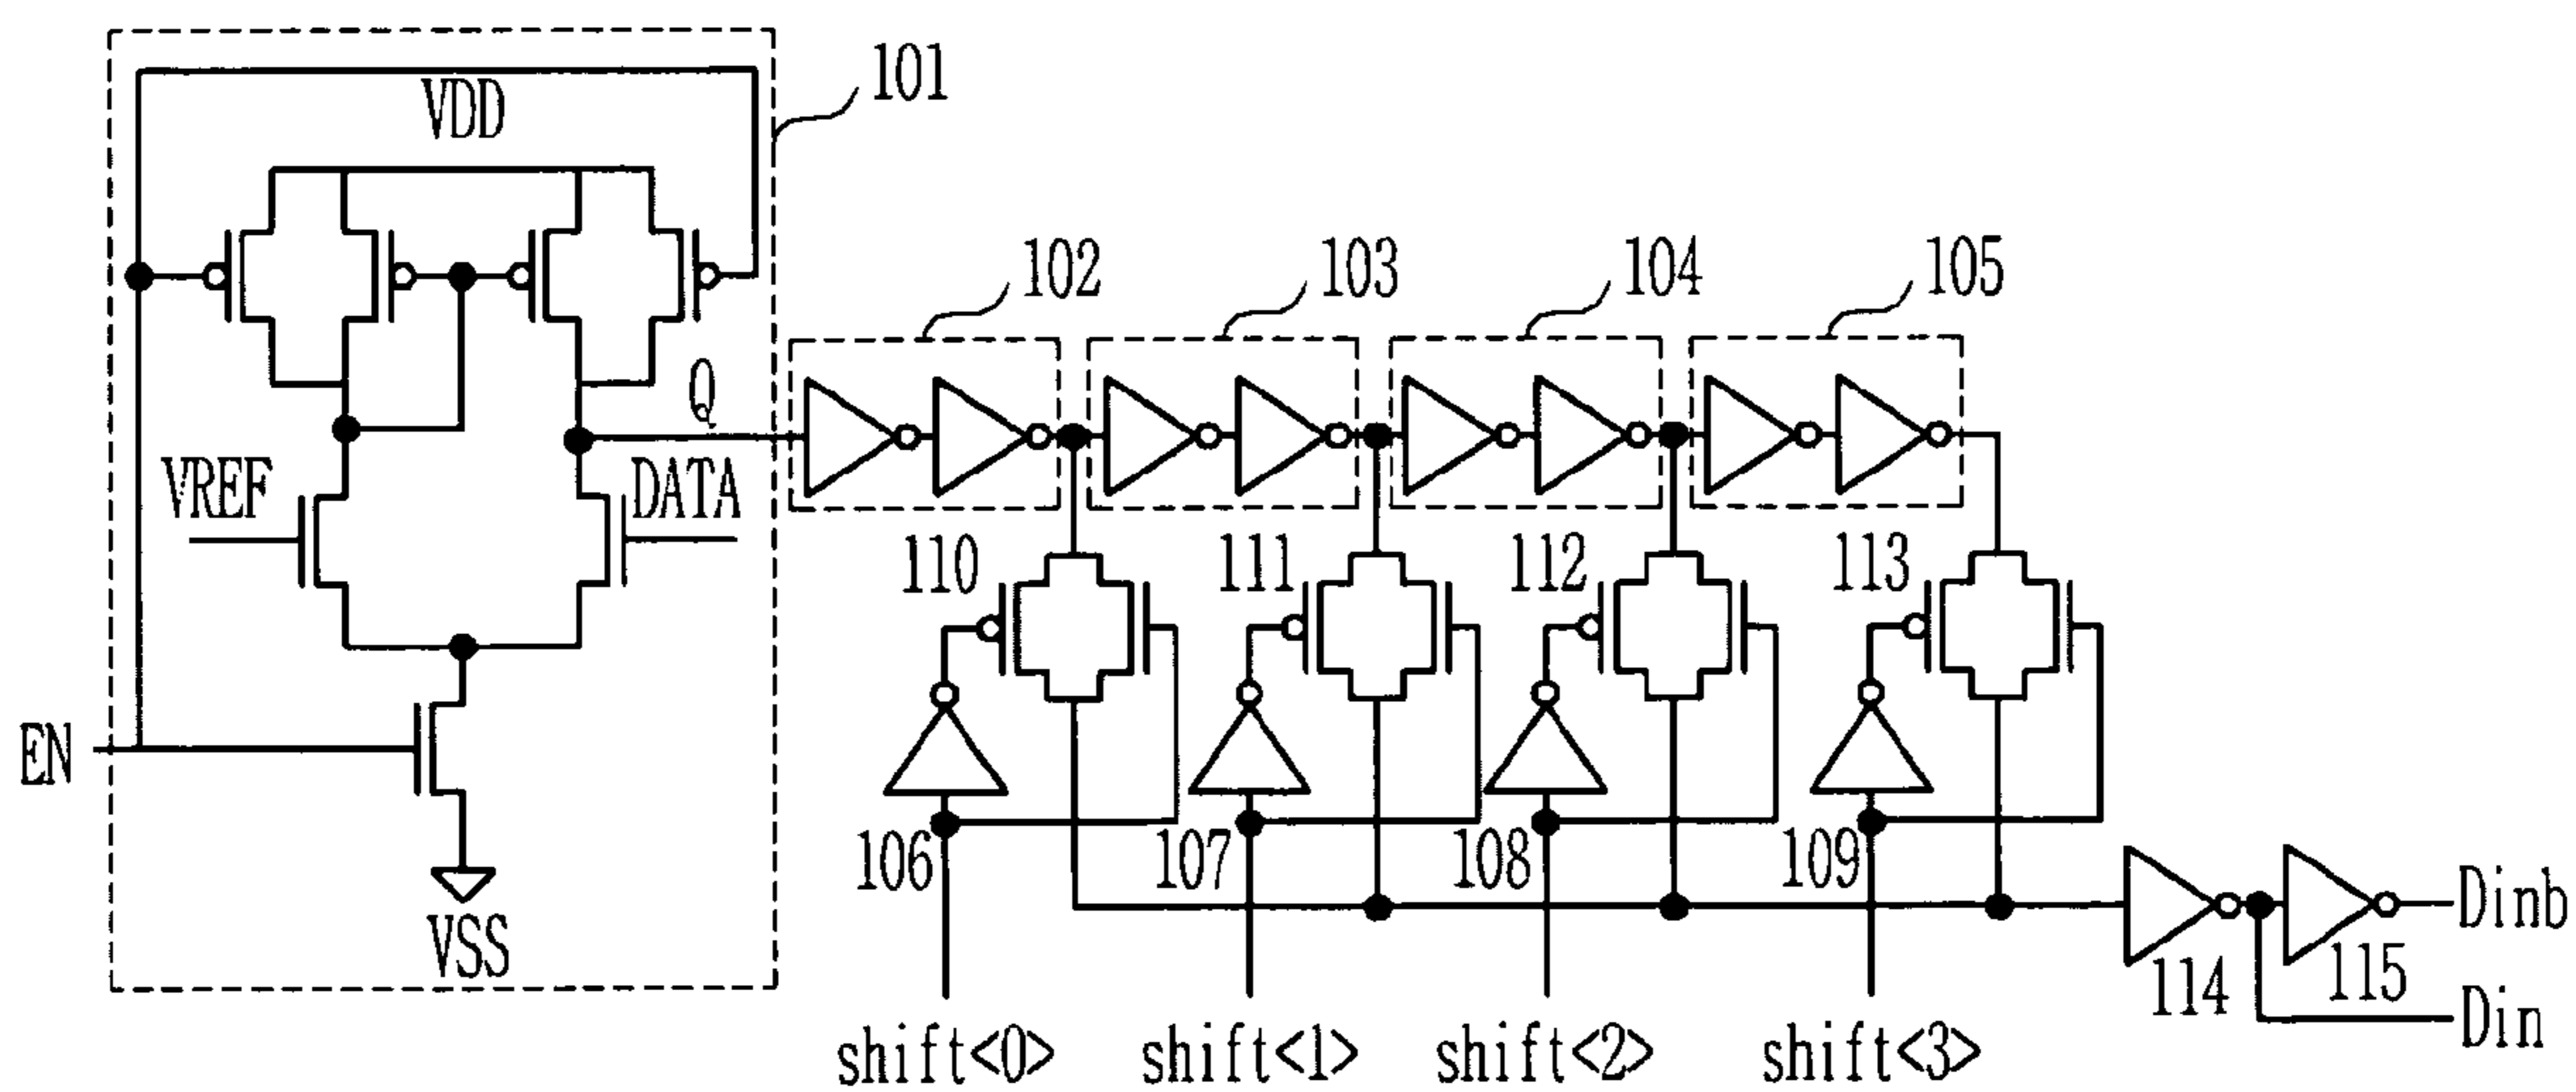 101
VDD
102
103
104
105
Q
VREF
DATA
110
111
112
113
EN
106
107
108
109
VSS
Dinb
114
115
Din
shift<0>
shift<1>
shift<2>
shift<3>